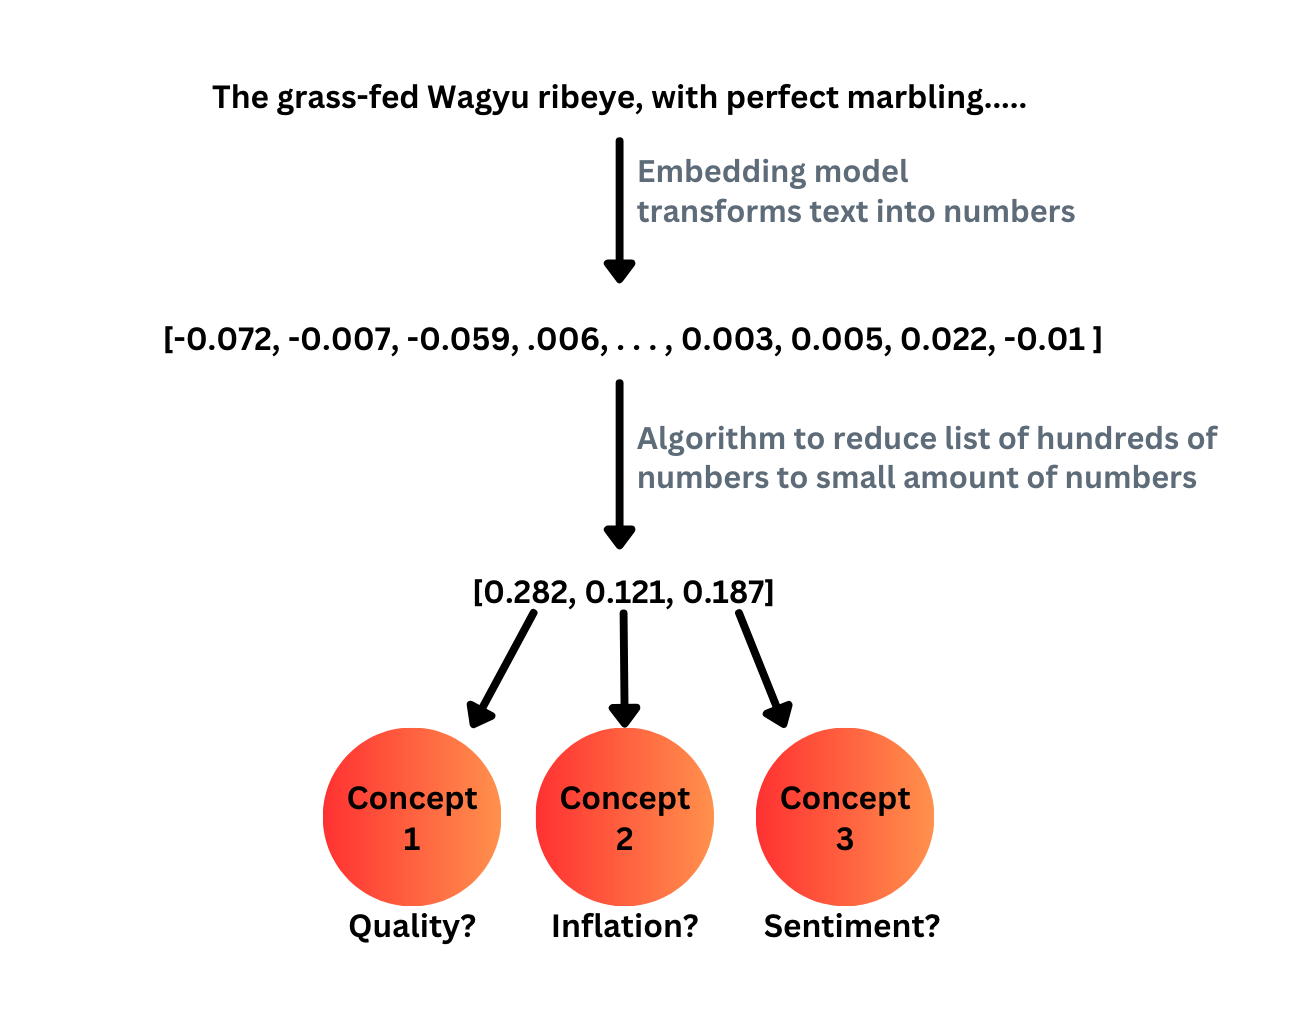 The grass-fed Wagyu ribeye, with perfect marbling.....
Embedding model
transforms text into numbers
[-0.072, -0.007, -0.059, .006, . . . , 0.003, 0.005, 0.022, -0.01 ]
Algorithm to reduce list of hundreds of
numbers to small amount of numbers
[0.282, 0.121, 0.187]
Concept
1
Concept
2
Concept
3
Quality?
Inflation?
Sentiment?